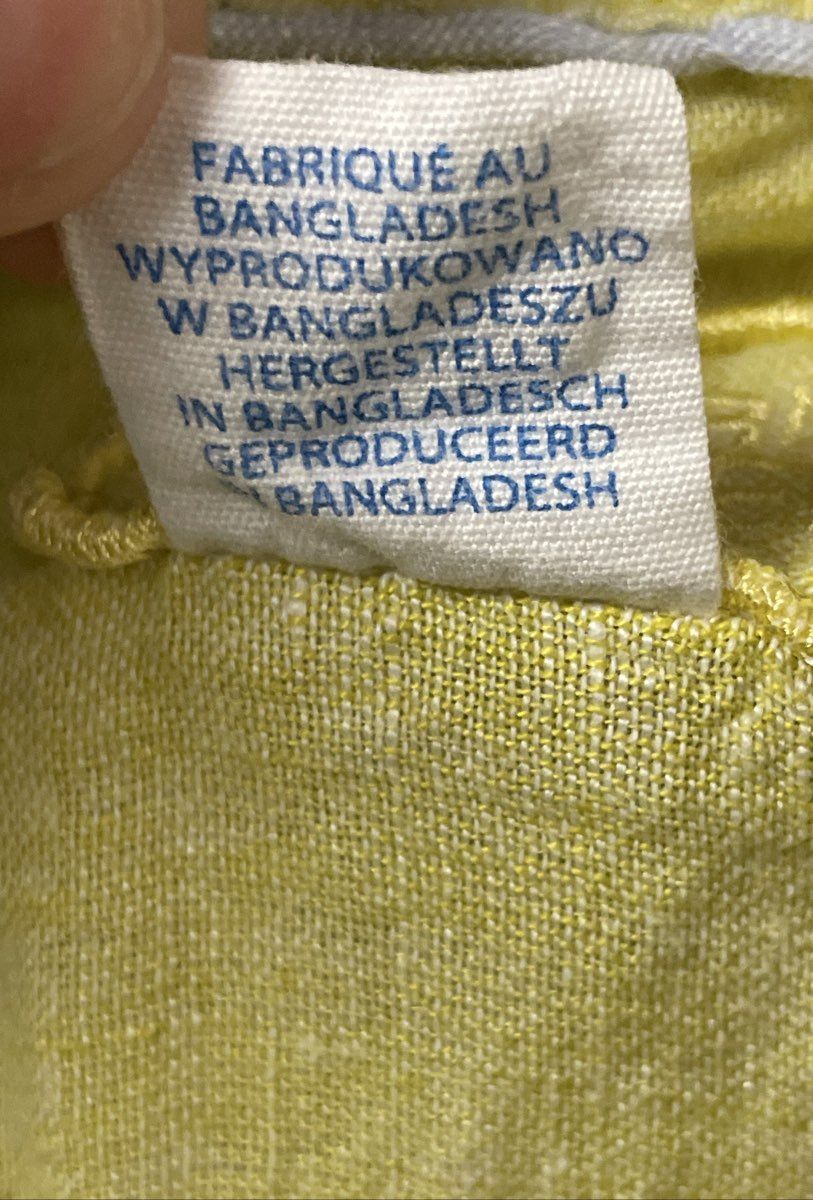 FABRIQUÉ AU
BANGLADESH
WYPRODUKOWANO
W BANGLADESZU
HERGESTELLT
IN BANGLADESCH
GEPRODUCEERD
BANGLADESH